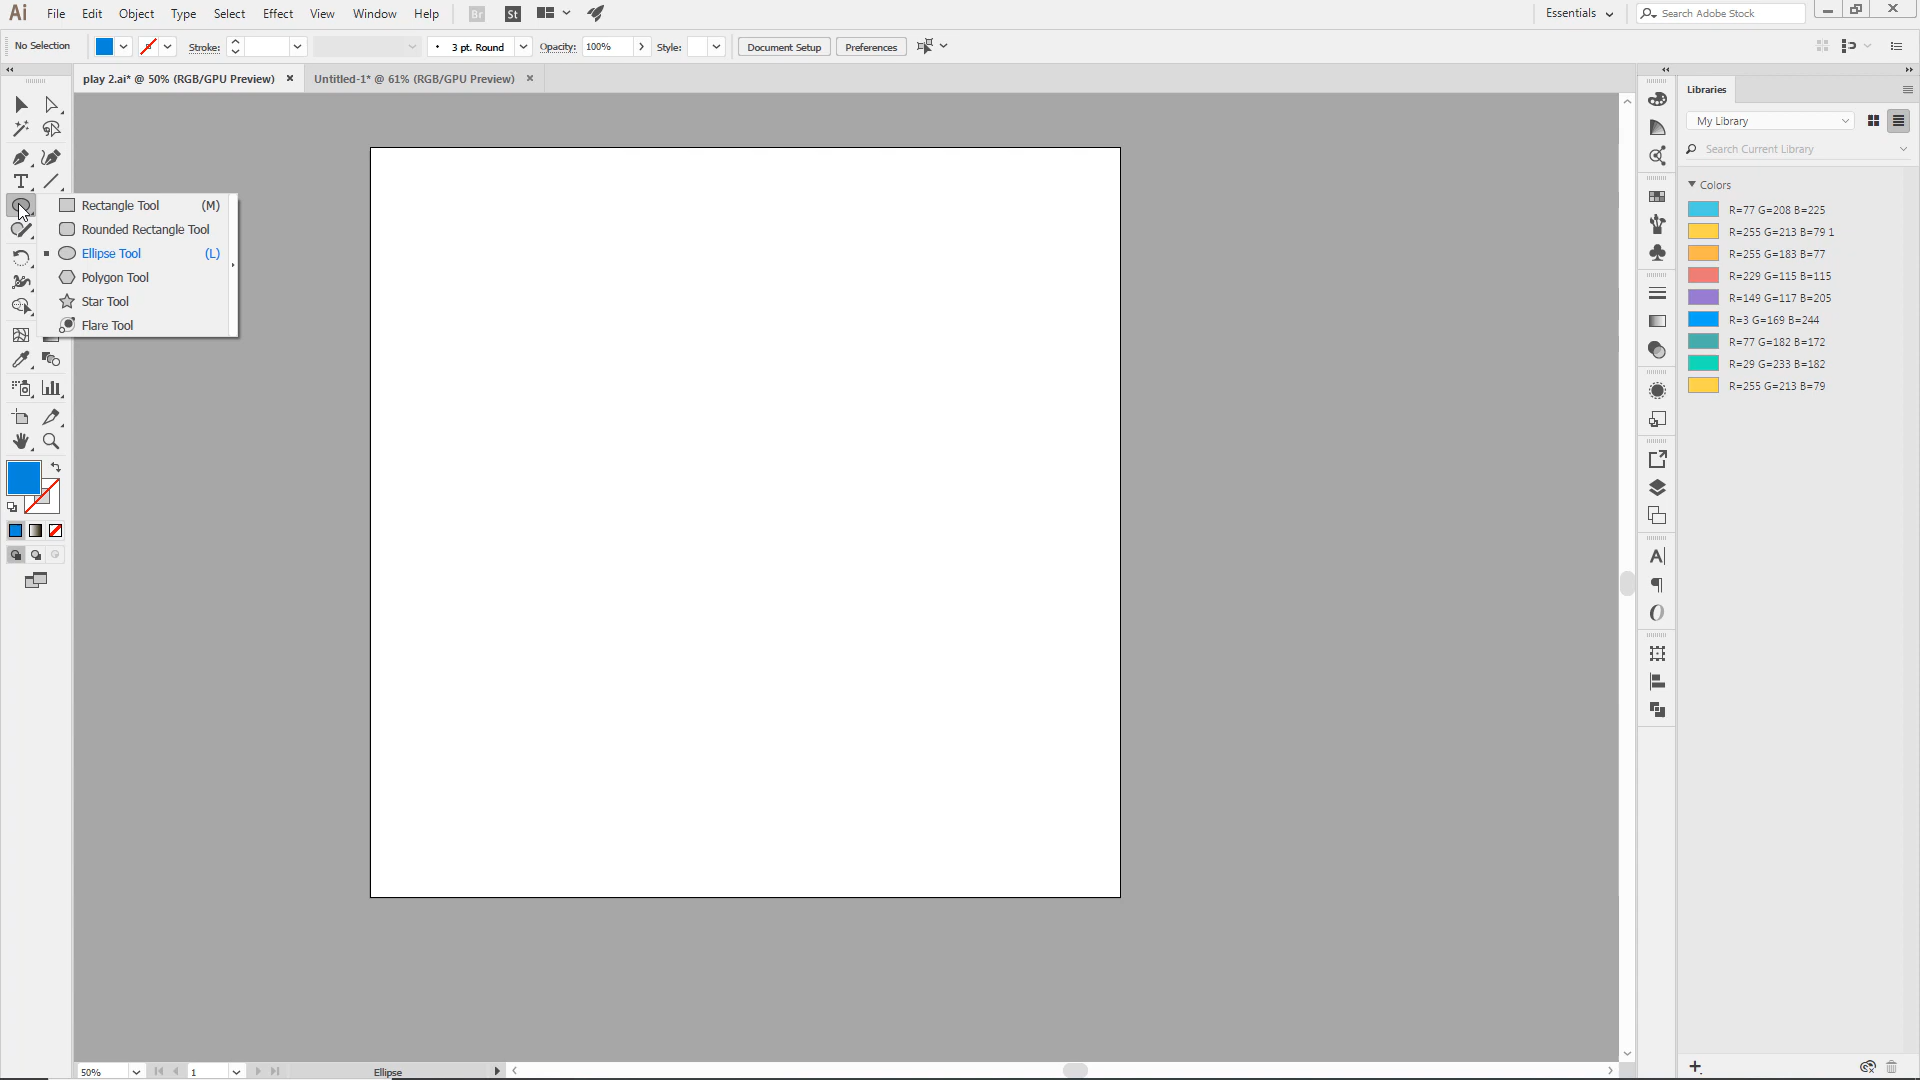 Ai File Edit Object Type Select Effect View Window Help Br St Essentials Search Adobe Stock
No Selection Stroke: 3 pt. Round Opacity: 100% Style: Document Setup Preferences
play 2.ai* @ 50% (RGB/GPU Preview) Untitled-1* @ 61% (RGB/GPU Preview)
Libraries
My Library
Search Current Library
Colors
R=77 G=208 B=225
R=255 G=213 B=79 1
R=255 G=183 B=77
R=229 G=115 B=115
R=149 G=117 B=205
R=3 G=169 B=244
R=77 G=182 B=172
R=29 G=233 B=182
R=255 G=213 B=79
Rectangle Tool (M)
Rounded Rectangle Tool
Ellipse Tool (L)
Polygon Tool
Star Tool
Flare Tool
50% 1 Ellipse